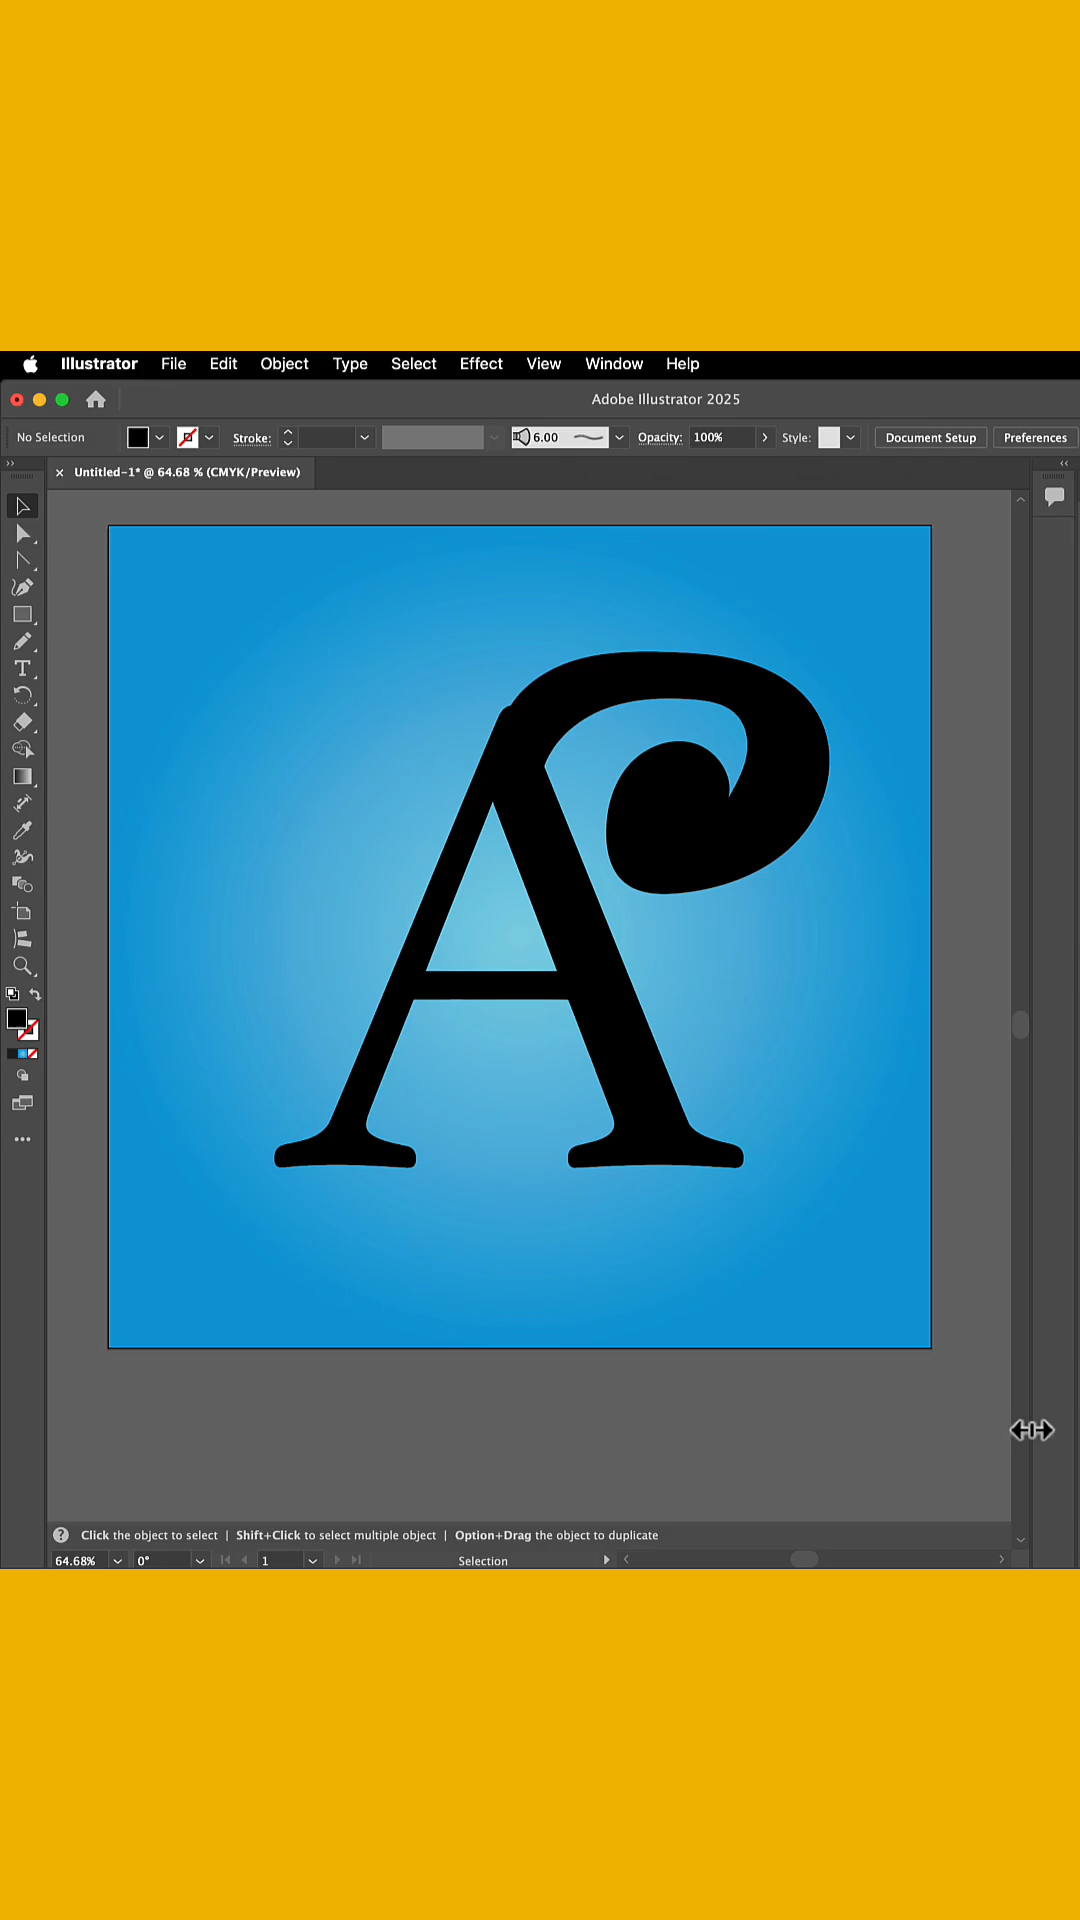 Illustrator File Edit Object Type Select Effect View Window Help
Adobe Illustrator 2025
No Selection Stroke: 6.00 Opacity: 100% Style: Document Setup Preferences
Untitled-1* @ 64.68 % (CMYK/Preview)
A
Click the object to select | Shift+Click to select multiple object | Option+Drag the object to duplicate
64.68% 0° 1 Selection